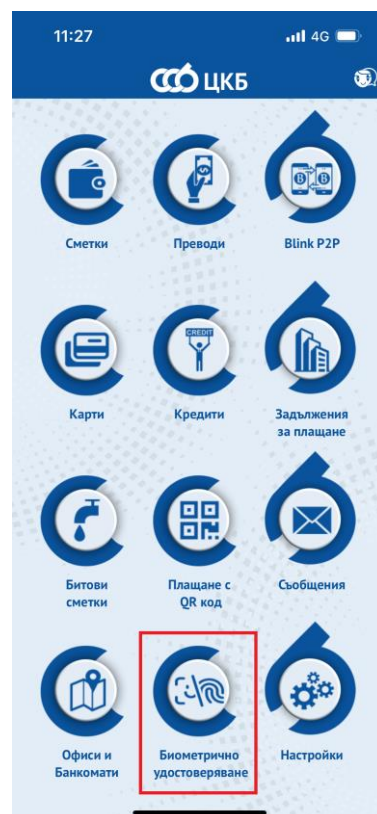 11:27
4G
ССб ЦКБ
Сметки
Преводи
Blink P2P
CREDIT
Карти
Кредити
Задължения
за плащане
Битови
сметки
Плащане с
QR код
Съобщения
Офиси и
Банкомати
Биометрично
удостоверяване
Настройки